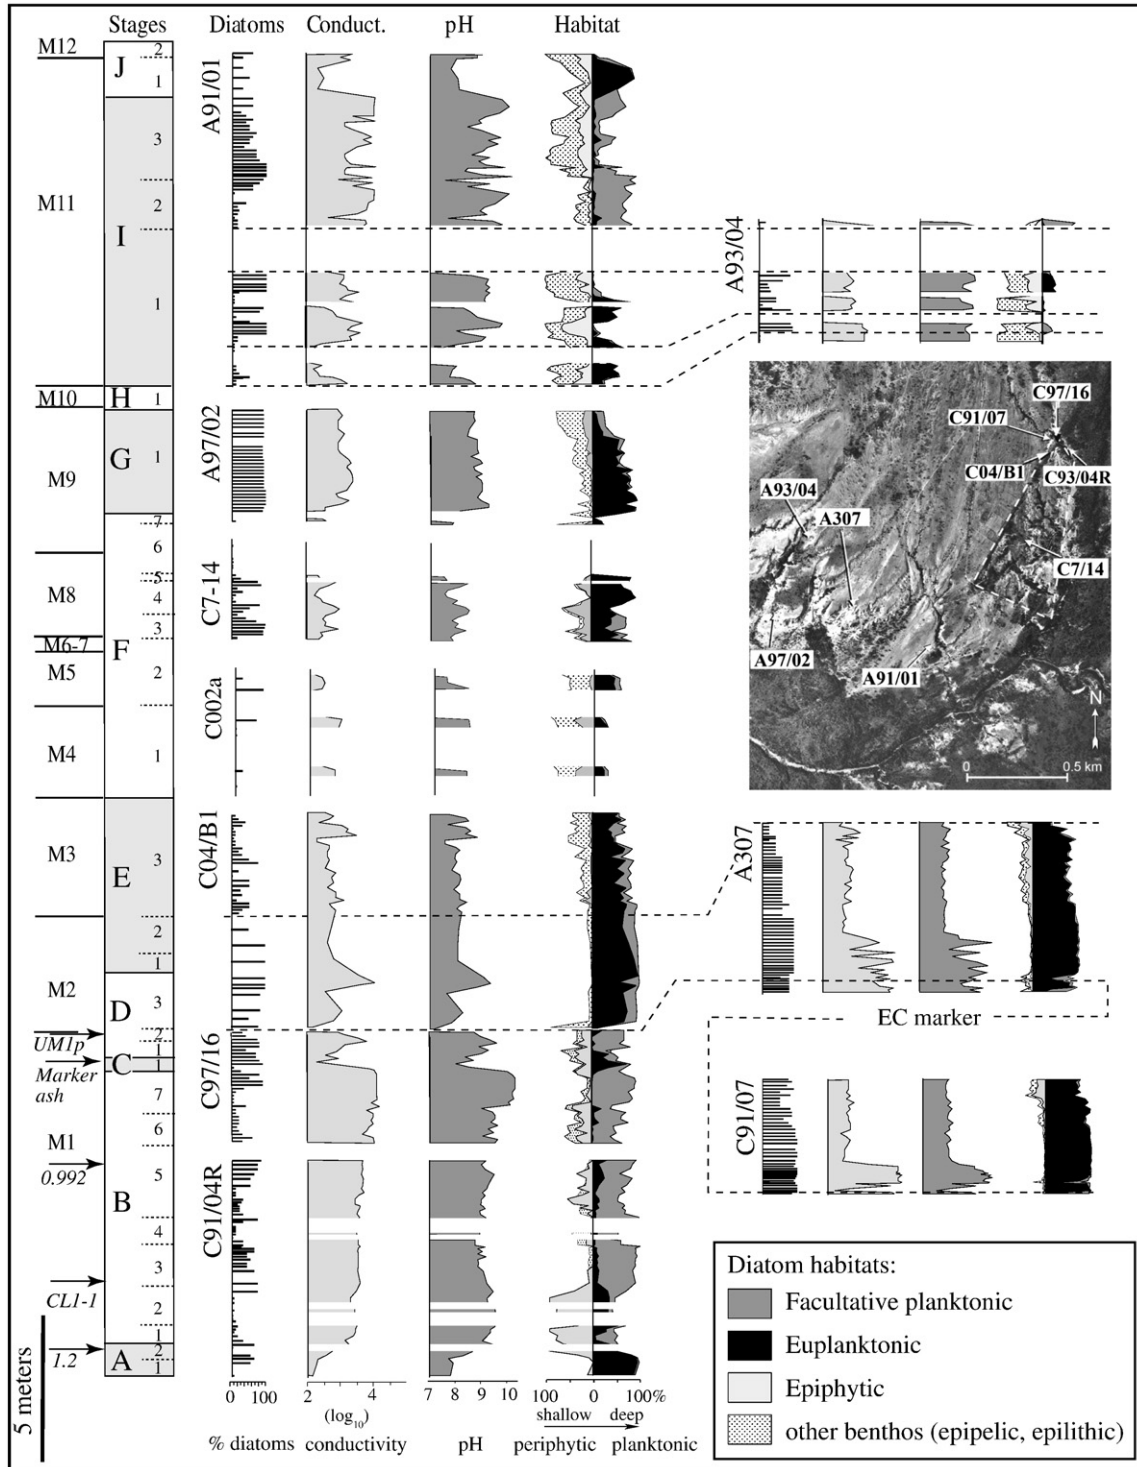 Stages
Diatoms
Conduct.
pH
Habitat
M12
M11
M10
M9
M8
M6-7
M5
M4
M3
M2
UM1p
Marker
ash
M1
0.992
CL1-1
1.2
5 meters
J
2
1
I
3
2
1
H
1
G
1
F
7
6
5
4
3
2
1
E
3
2
1
D
3
2
1
C
1
B
7
6
5
4
3
2
1
A
2
1
A91/01
A97/02
C7-14
C002a
C04/B1
C97/16
C91/04R
A93/04
A307
EC marker
C91/07
C97/16
C91/07
C04/B1
C93/04R
A93/04
A307
C7/14
A97/02
A91/01
N
0
0.5 km
0
100
2
4
7
8
9
10
100
0
100%
(log10)
shallow
deep
% diatoms
conductivity
pH
periphytic
planktonic
Diatom habitats:
Facultative planktonic
Euplanktonic
Epiphytic
other benthos (epipelic, epilithic)